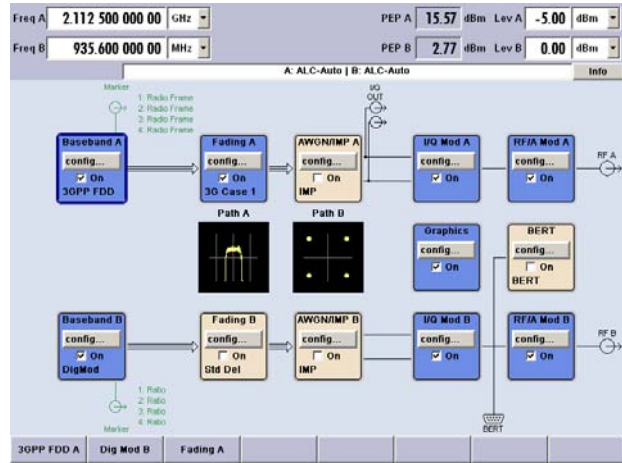 Freq A 2.112 500 000 00 GHz PEP A 15.57 dBm Lev A -5.00 dBm
Freq B 935.600 000 00 MHz PEP B 2.77 dBm Lev B 0.00 dBm
A: ALC-Auto | B: ALC-Auto Info
Marker
1: Radio Frame
2: Radio Frame
3: Radio Frame
4: Radio Frame
I/Q
OUT
Baseband A Fading A AWGN/IMP A I/Q Mod A RF/A Mod A
config... config... config... config... config...
On On On On On
3GPP FDD 3G Case 1 IMP
RF A
Path A Path B Graphics BERT
config... config...
On On
BERT
Baseband B Fading B AWGN/IMP B I/Q Mod B RF/A Mod B
config... config... config... config... config...
On On On On On
DigMod Std Del IMP
RF B
1: Ratio
2: Ratio
3: Ratio
4: Ratio
Marker
BERT
3GPP FDD A Dig Mod B Fading A